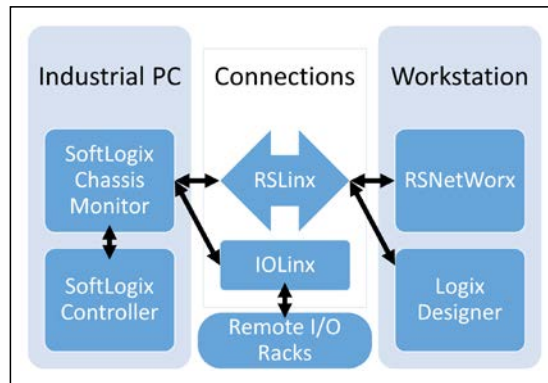 Industrial PC
SoftLogix
Chassis
Monitor
SoftLogix
Controller
Connections
RSLinx
IOLinx
Remote I/O
Racks
Workstation
RSNetWorx
Logix
Designer